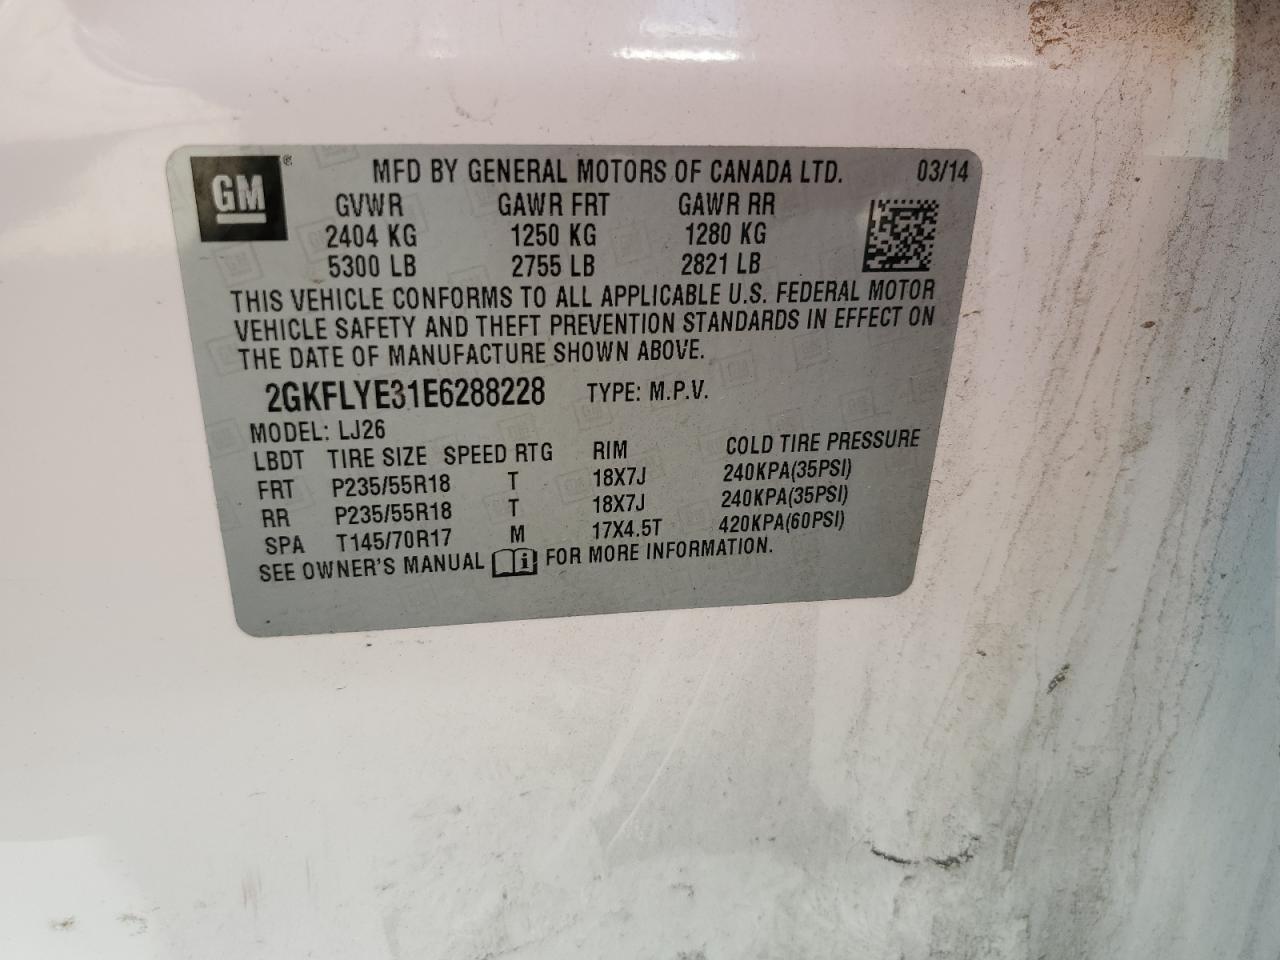 GM ® MFD BY GENERAL MOTORS OF CANADA LTD. 03/14
GVWR GAWR FRT GAWR RR
2404 KG 1250 KG 1280 KG
5300 LB 2755 LB 2821 LB
THIS VEHICLE CONFORMS TO ALL APPLICABLE U.S. FEDERAL MOTOR
VEHICLE SAFETY AND THEFT PREVENTION STANDARDS IN EFFECT ON
THE DATE OF MANUFACTURE SHOWN ABOVE.
2GKFLYE31E6288228 TYPE: M.P.V.
MODEL: LJ26
LBDT TIRE SIZE SPEED RTG RIM COLD TIRE PRESSURE
FRT P235/55R18 T 18X7J 240KPA(35PSI)
RR P235/55R18 T 18X7J 240KPA(35PSI)
SPA T145/70R17 M 17X4.5T 420KPA(60PSI)
SEE OWNER'S MANUAL i FOR MORE INFORMATION.